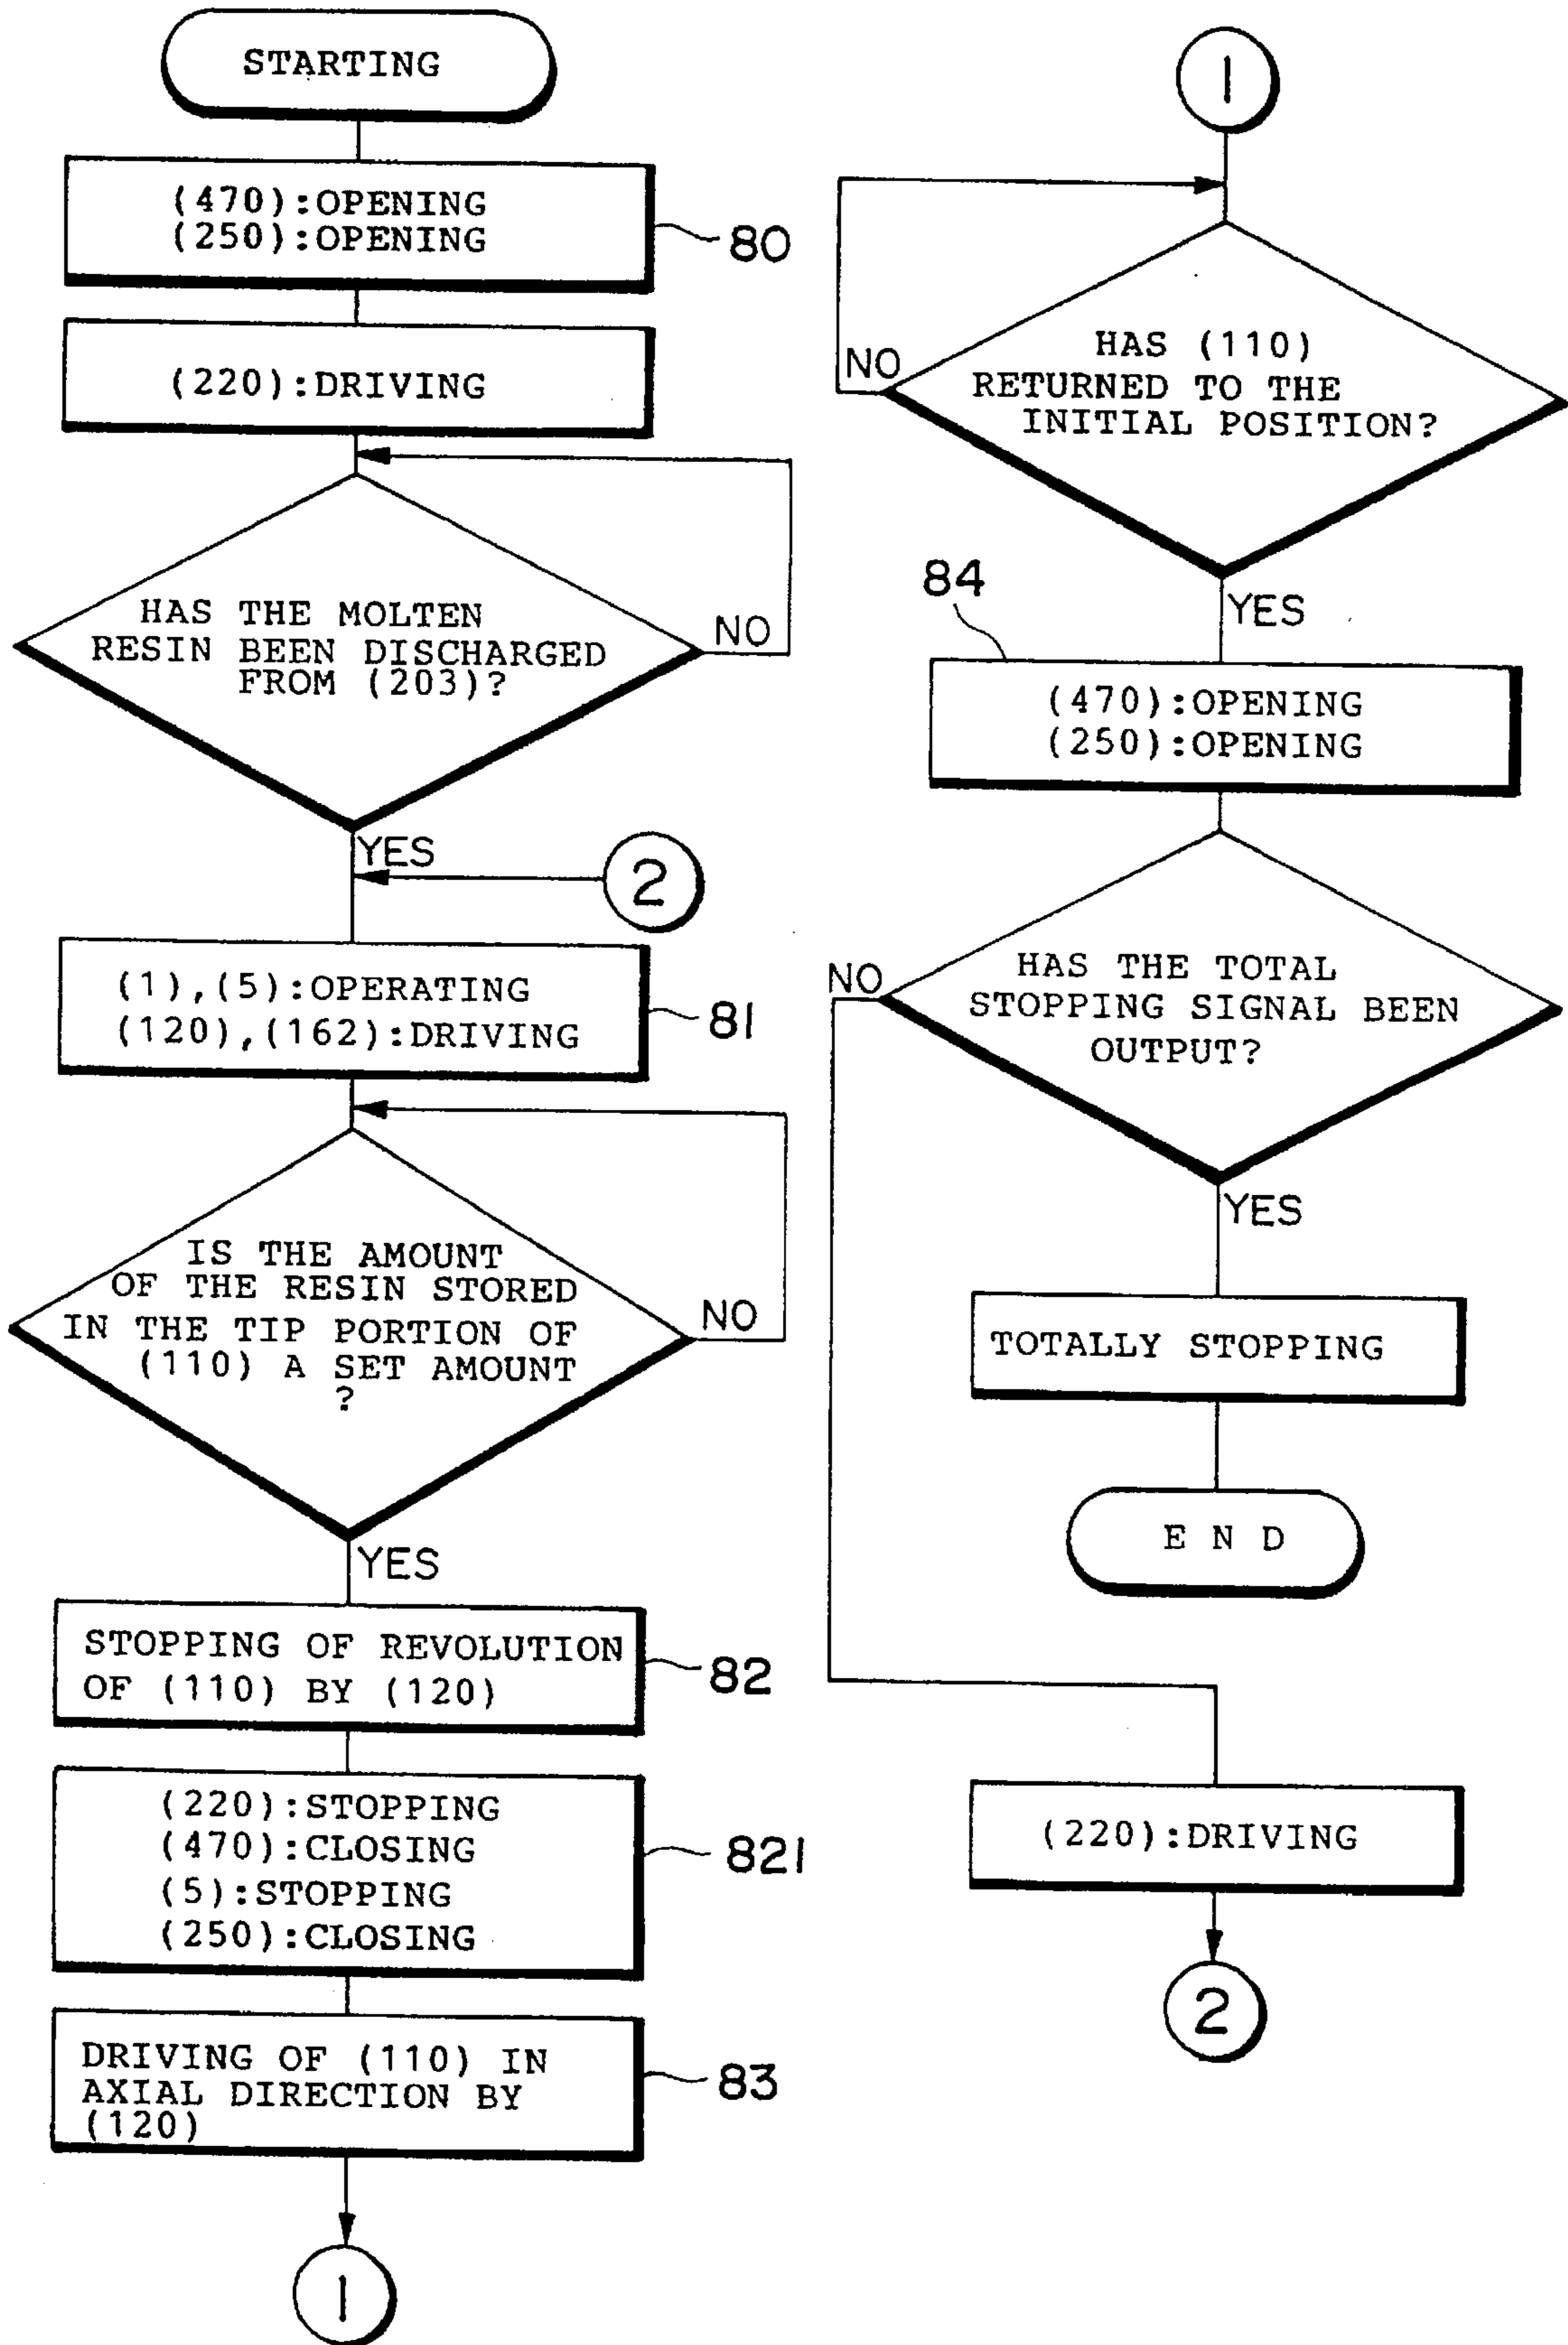 STARTING
(470):OPENING
(250):OPENING
80
(220):DRIVING
HAS THE MOLTEN
RESIN BEEN DISCHARGED
FROM (203)?
NO
YES
2
(1),(5):OPERATING
(120),(162):DRIVING
81
IS THE AMOUNT
OF THE RESIN STORED
IN THE TIP PORTION OF
(110) A SET AMOUNT
?
NO
YES
STOPPING OF REVOLUTION
OF (110) BY (120)
82
(220):STOPPING
(470):CLOSING
(5):STOPPING
(250):CLOSING
821
DRIVING OF (110) IN
AXIAL DIRECTION BY
(120)
83
1
1
HAS (110)
RETURNED TO THE
INITIAL POSITION?
NO
YES
84
(470):OPENING
(250):OPENING
HAS THE TOTAL
STOPPING SIGNAL BEEN
OUTPUT?
NO
YES
TOTALLY STOPPING
E N D
(220):DRIVING
2